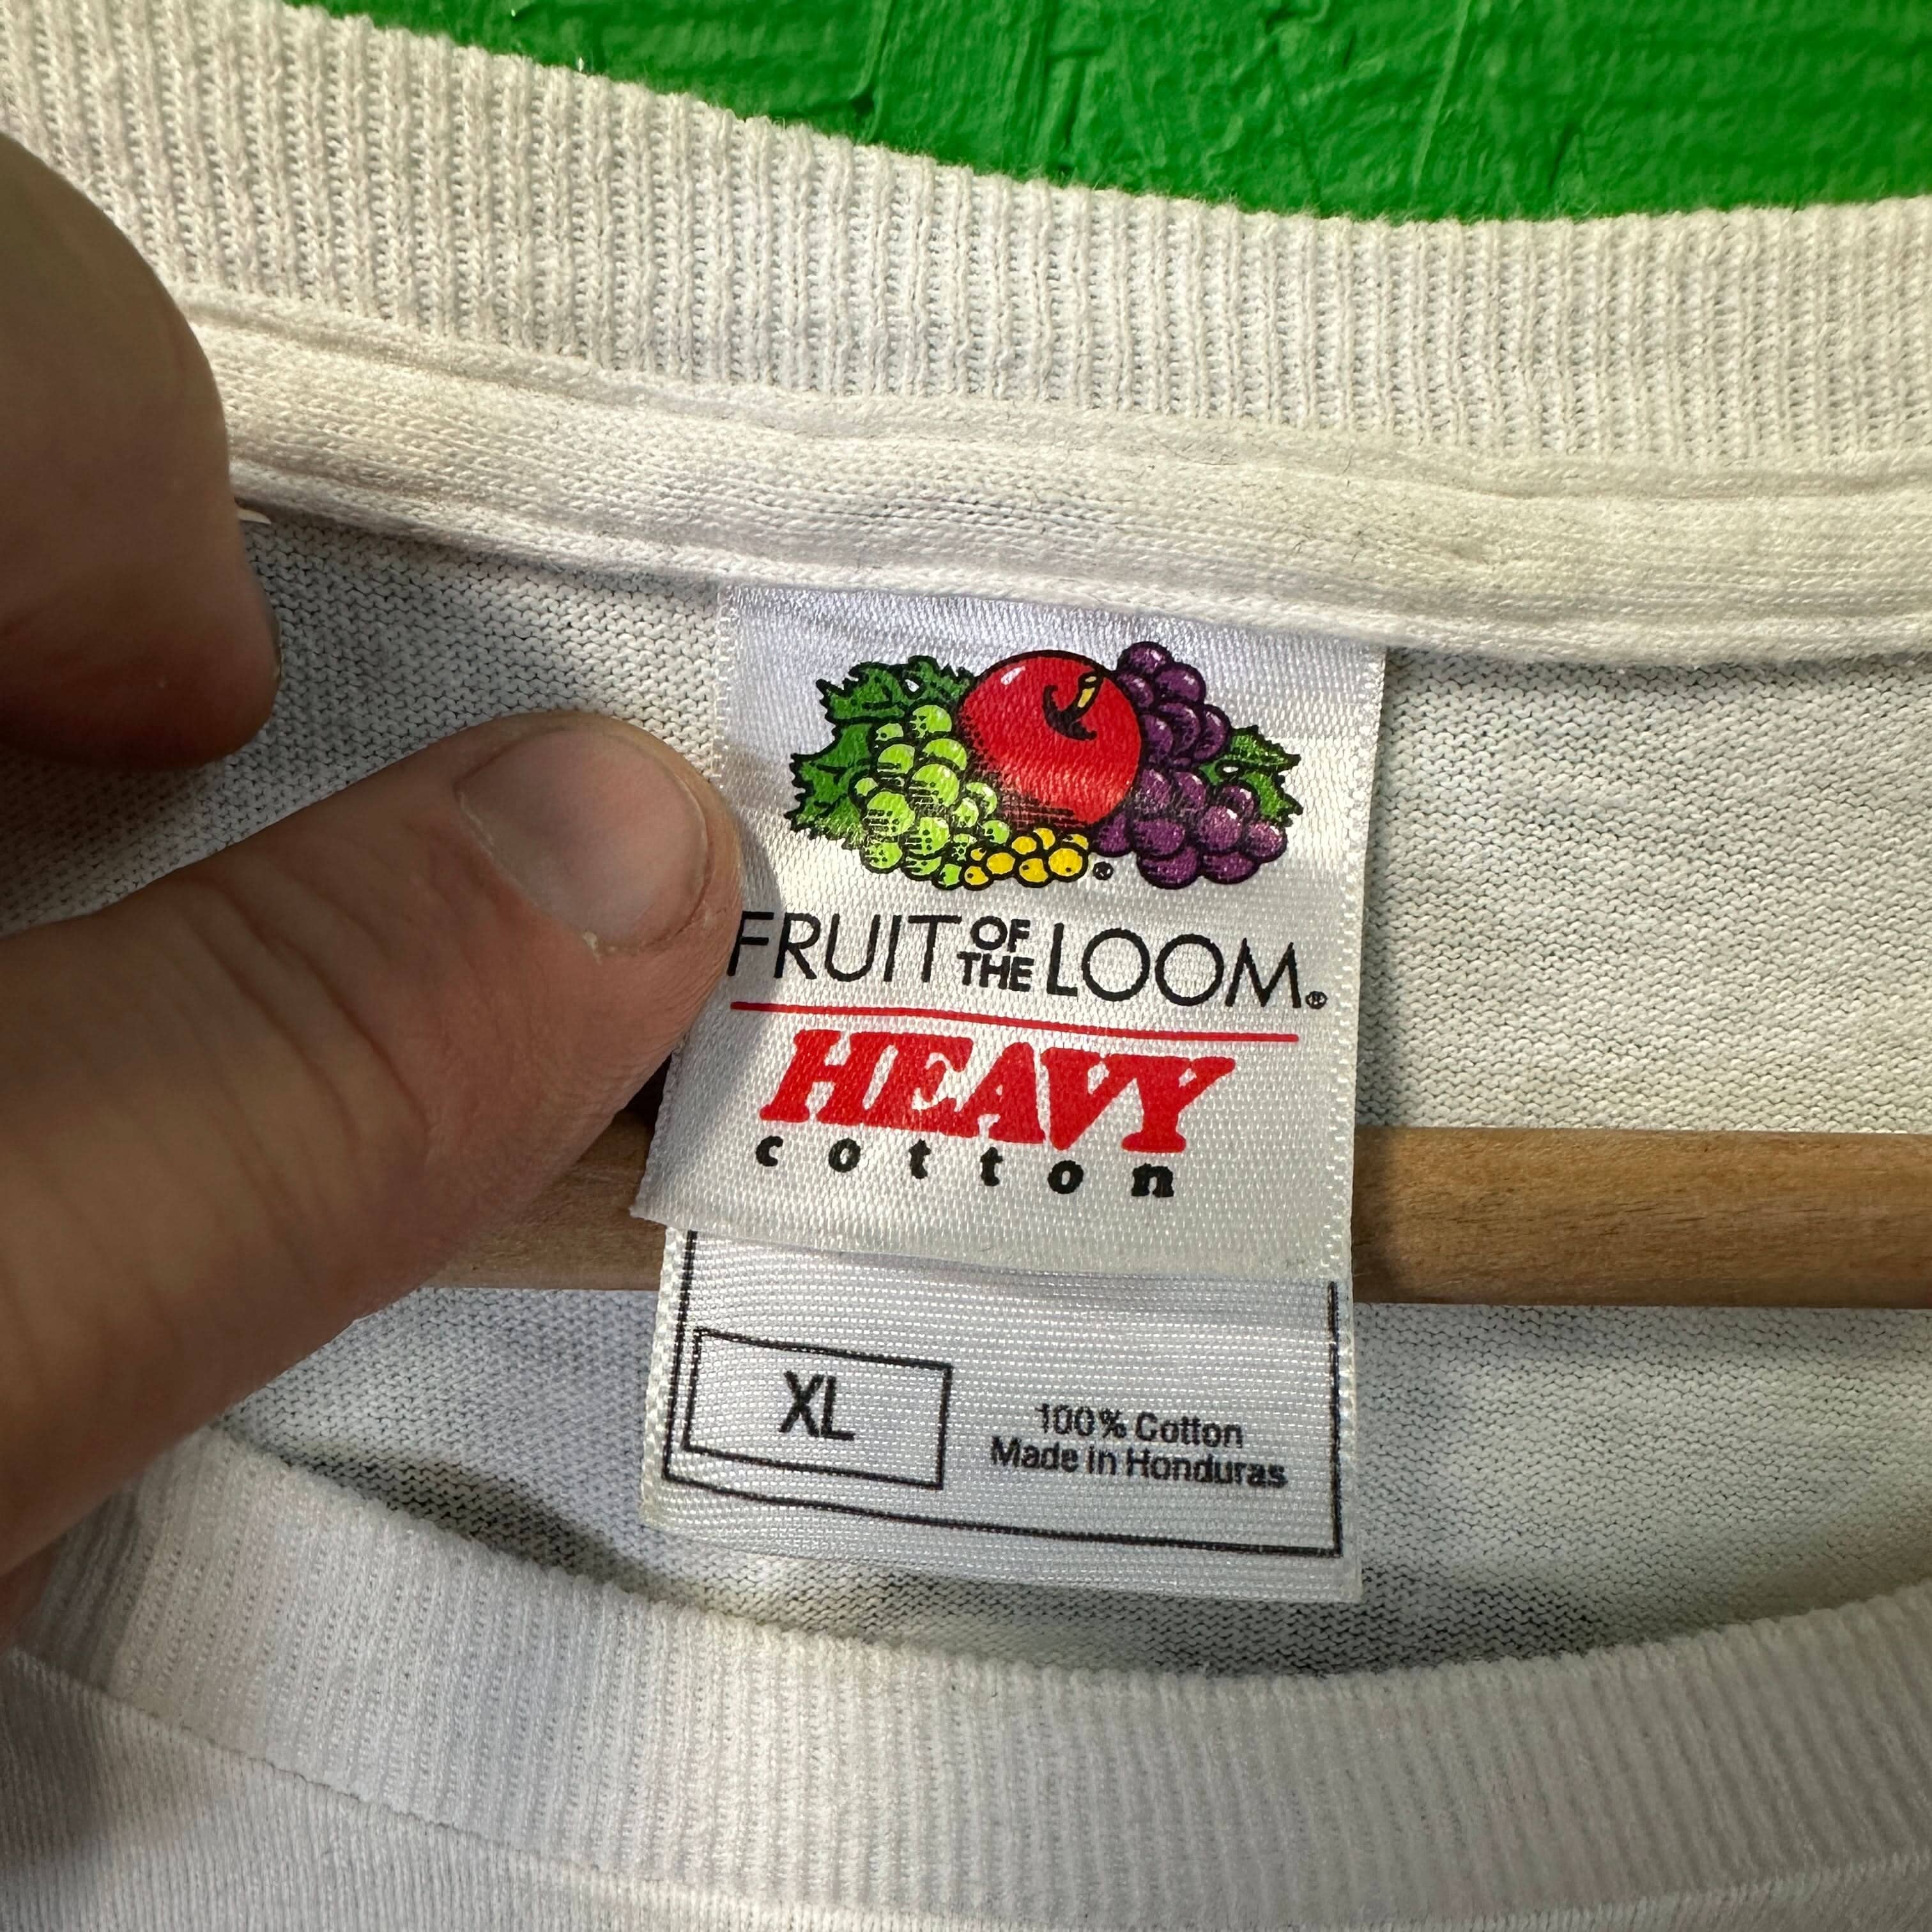 ®
FRUIT OF THE LOOM®
HEAVY
cotton
XL
100% Cotton
Made in Honduras